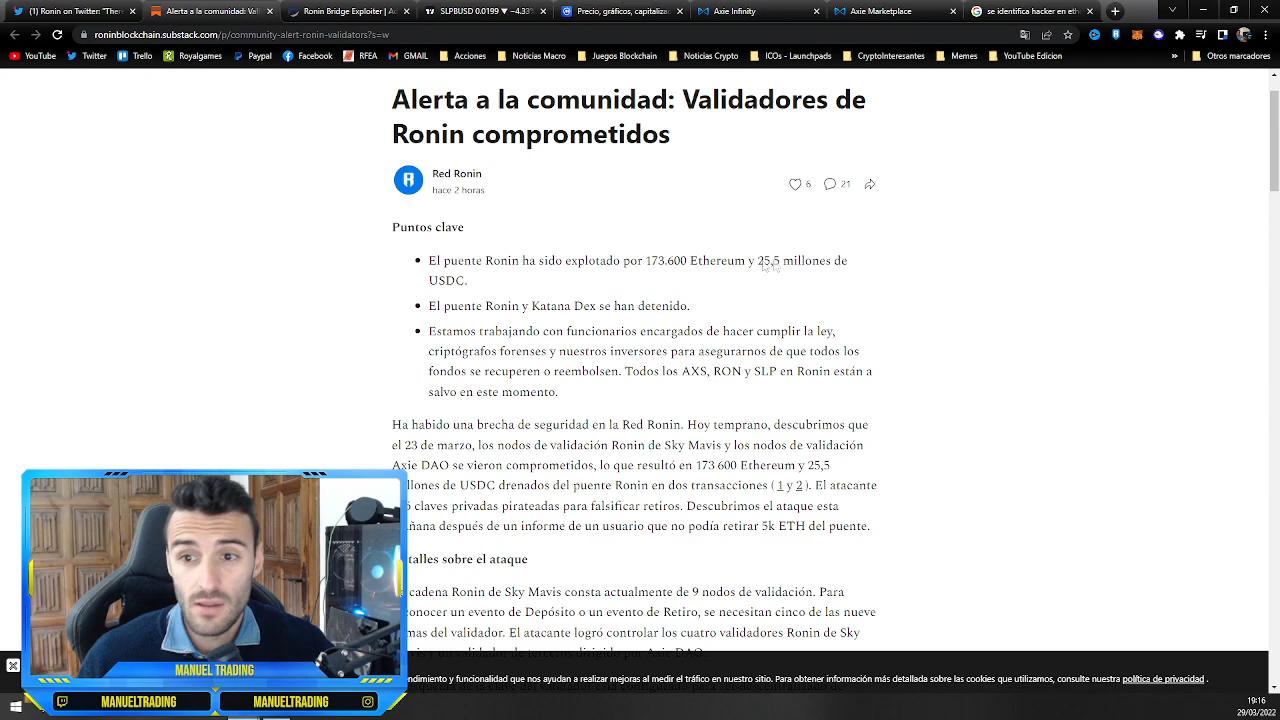 (1) Ronin on Twitter: "There
Alerta a la comunidad: Vali
Ronin Bridge Exploiter | Ad
SLPBUSD 0.0199 ▼ −4.33%
Precio, gráficos, capitaliza
Axie Infinity
Axie Marketplace
se identifica hacker en eth
roninblockchain.substack.com/p/community-alert-ronin-validators?s=w
YouTube
Twitter
Trello
Royalgames
Paypal
Facebook
RFEA
GMAIL
Acciones
Noticias Macro
Juegos Blockchain
Noticias Crypto
ICOs - Launchpads
CryptoInteresantes
Memes
YouTube Edicion
»
Otros marcadores
Alerta a la comunidad: Validadores de
Ronin comprometidos
Red Ronin
hace 2 horas
6
21
Puntos clave
El puente Ronin ha sido explotado por 173.600 Ethereum y 25,5 millones de
USDC.
El puente Ronin y Katana Dex se han detenido.
Estamos trabajando con funcionarios encargados de hacer cumplir la ley,
criptógrafos forenses y nuestros inversores para asegurarnos de que todos los
fondos se recuperen o reembolsen. Todos los AXS, RON y SLP en Ronin están a
salvo en este momento.
Ha habido una brecha de seguridad en la Red Ronin. Hoy temprano, descubrimos que
el 23 de marzo, los nodos de validación Ronin de Sky Mavis y los nodos de validación
Axie DAO se vieron comprometidos, lo que resultó en 173 600 Ethereum y 25,5
llones de USDC drenados del puente Ronin en dos transacciones ( 1 y 2 ). El atacante
claves privadas pirateadas para falsificar retiros. Descubrimos el ataque esta
ñana después de un informe de un usuario que no podía retirar 5k ETH del puente.
talles sobre el ataque
cadena Ronin de Sky Mavis consta actualmente de 9 nodos de validación. Para
onocer un evento de Depósito o un evento de Retiro, se necesitan cinco de las nueve
mas del validador. El atacante logró controlar los cuatro validadores Ronin de Sky
y un validador de terceros dirigido por Axie DAO.
ndimiento y funcionalidad que nos ayudan a realizar mejoras al medir el tráfico en nuestro sitio. Para obtener información más detallada sobre las cookies que utilizamos, consulte nuestra política de privacidad .
MANUEL TRADING
MANUELTRADING
MANUELTRADING
19:16
29/03/2022